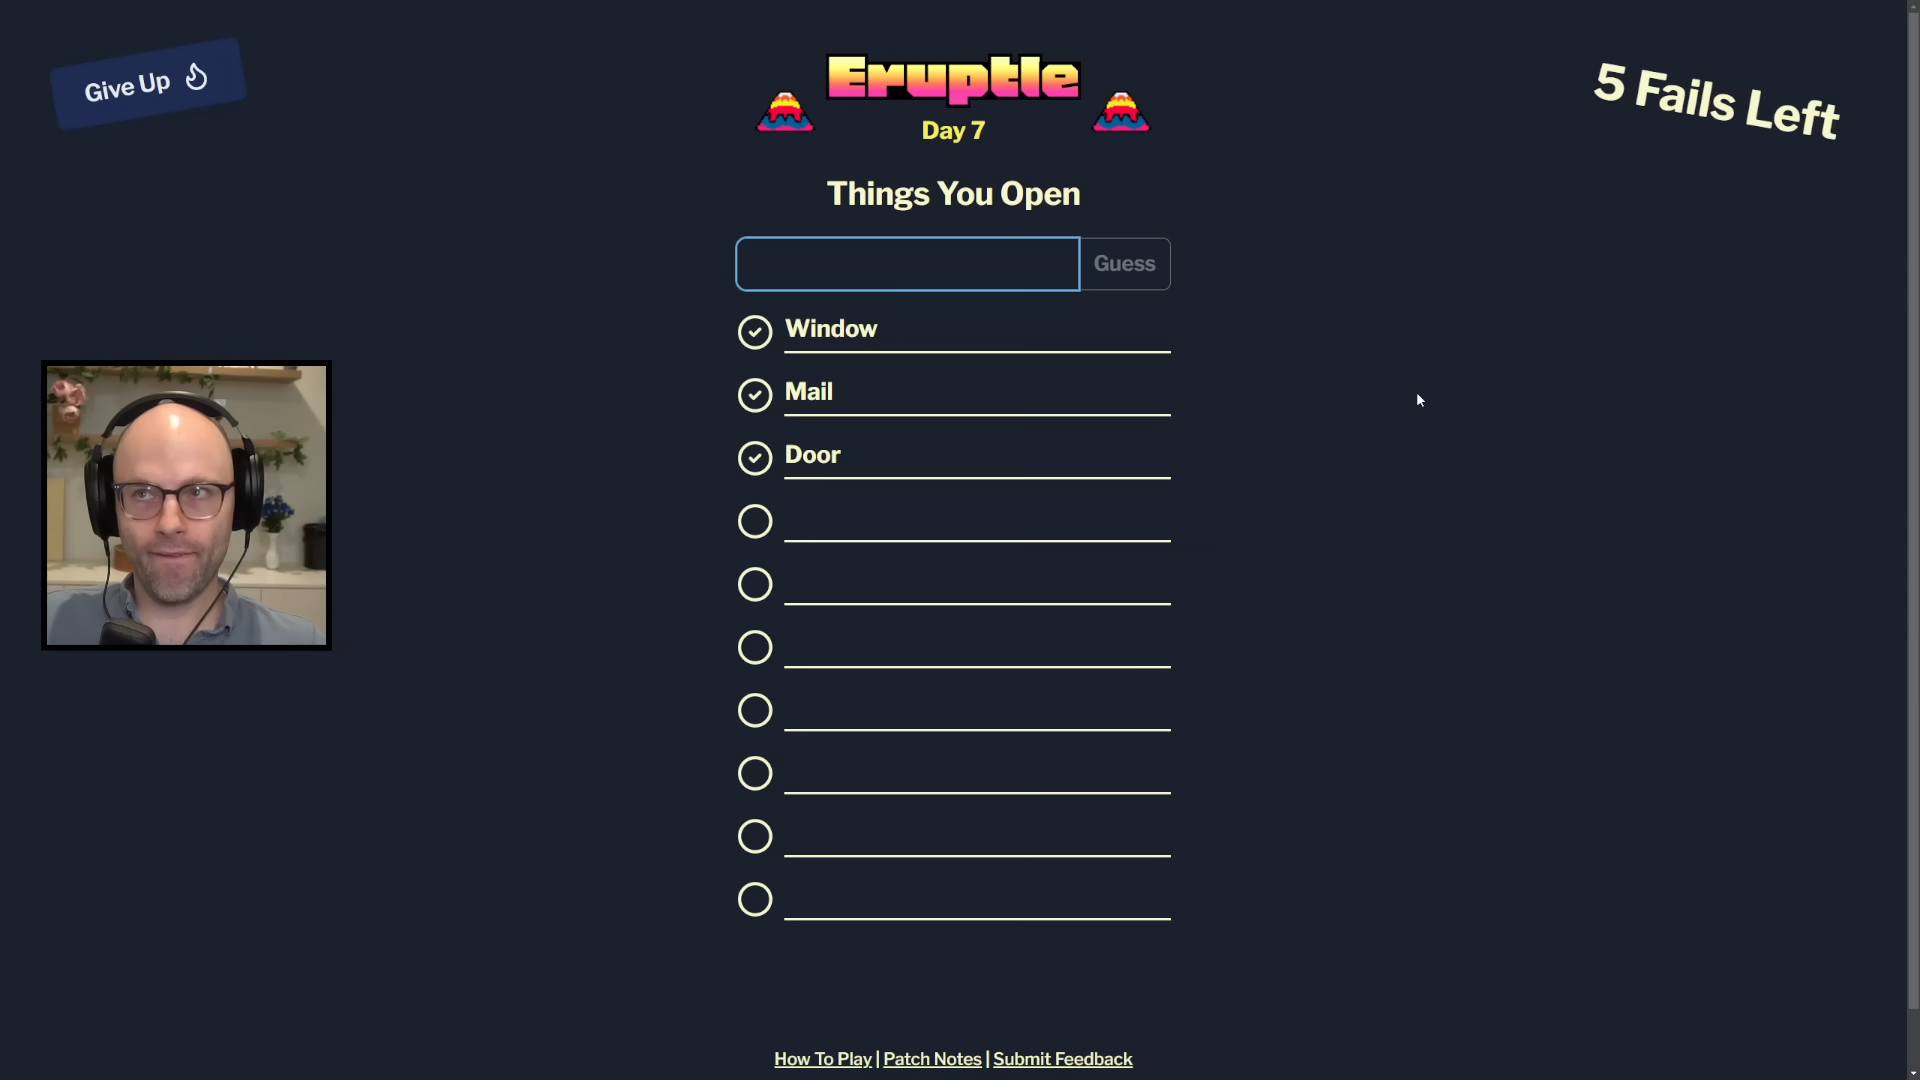 Give Up
Eruptle
Day 7
5 Fails Left
Things You Open
Guess
Window
Mail
Door
How To Play | Patch Notes | Submit Feedback